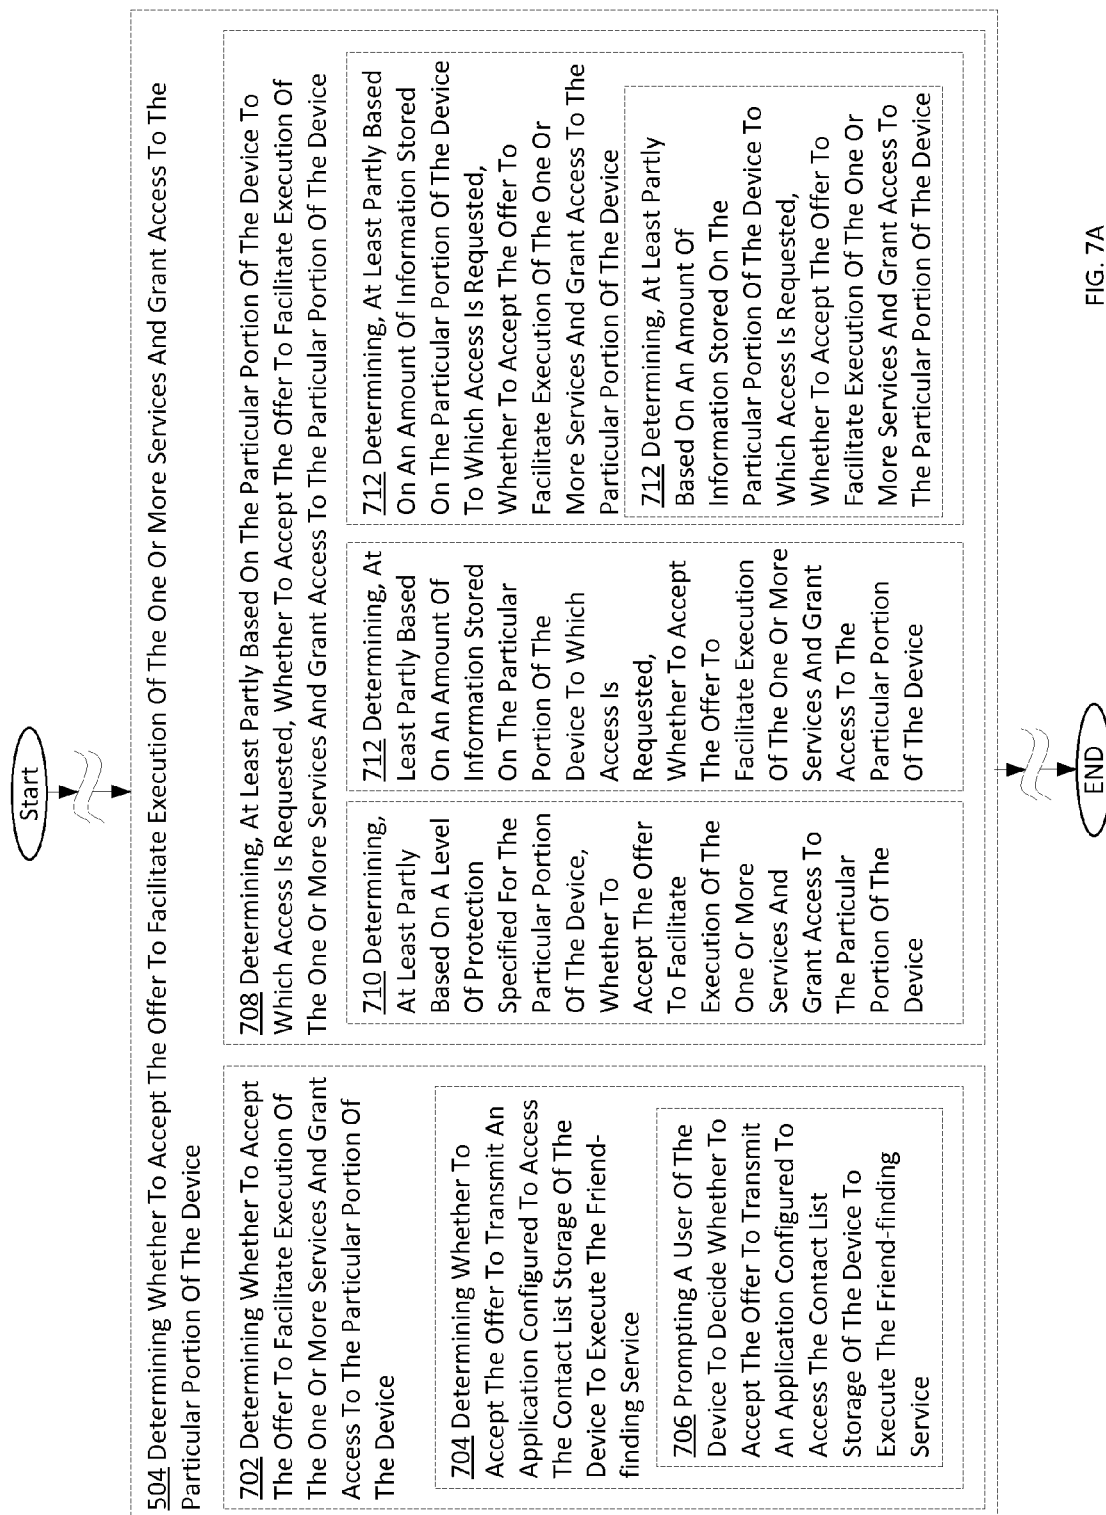 Start
504 Determining Whether To Accept The Offer To Facilitate Execution Of The One Or More Services And Grant Access To The
Particular Portion Of The Device
702 Determining Whether To Accept
The Offer To Facilitate Execution Of
The One Or More Services And Grant
Access To The Particular Portion Of
The Device
704 Determining Whether To
Accept The Offer To Transmit An
Application Configured To Access
The Contact List Storage Of The
Device To Execute The Friend-
finding Service
706 Prompting A User Of The
Device To Decide Whether To
Accept The Offer To Transmit
An Application Configured To
Access The Contact List
Storage Of The Device To
Execute The Friend-finding
Service
708 Determining, At Least Partly Based On The Particular Portion Of The Device To
Which Access Is Requested, Whether To Accept The Offer To Facilitate Execution Of
The One Or More Services And Grant Access To The Particular Portion Of The Device
710 Determining,
At Least Partly
Based On A Level
Of Protection
Specified For The
Particular Portion
Of The Device,
Whether To
Accept The Offer
To Facilitate
Execution Of The
One Or More
Services And
Grant Access To
The Particular
Portion Of The
Device
712 Determining, At
Least Partly Based
On An Amount Of
Information Stored
On The Particular
Portion Of The
Device To Which
Access Is
Requested,
Whether To Accept
The Offer To
Facilitate Execution
Of The One Or More
Services And Grant
Access To The
Particular Portion
Of The Device
712 Determining, At Least Partly Based
On An Amount Of Information Stored
On The Particular Portion Of The Device
To Which Access Is Requested,
Whether To Accept The Offer To
Facilitate Execution Of The One Or
More Services And Grant Access To The
Particular Portion Of The Device
712 Determining, At Least Partly
Based On An Amount Of
Information Stored On The
Particular Portion Of The Device To
Which Access Is Requested,
Whether To Accept The Offer To
Facilitate Execution Of The One Or
More Services And Grant Access To
The Particular Portion Of The Device
END
FIG. 7A